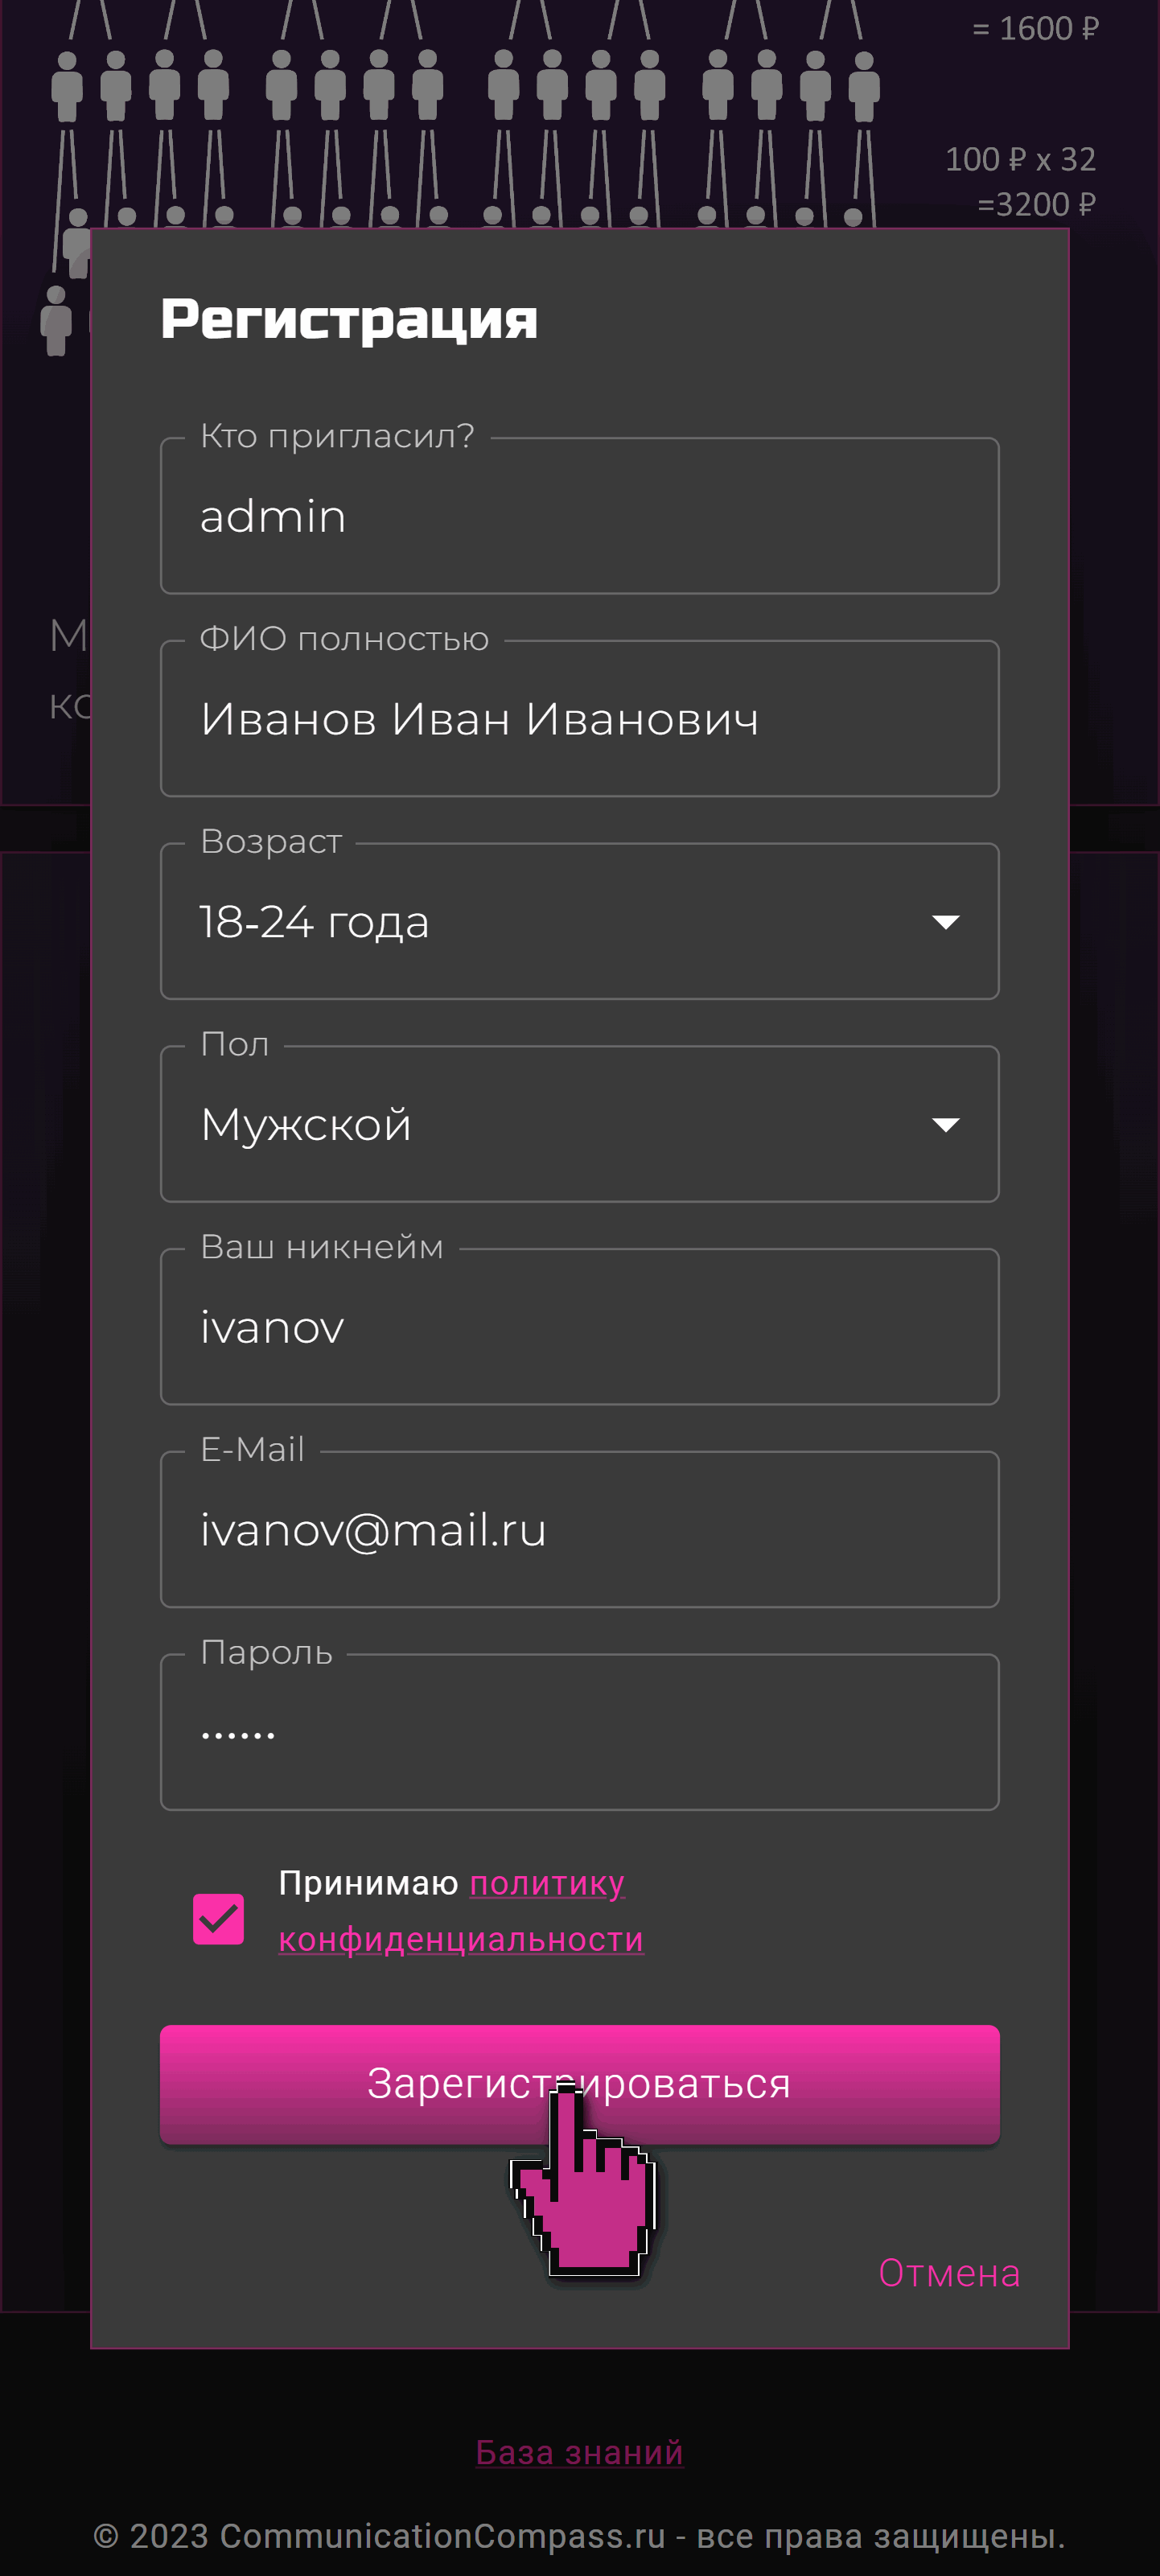 = 1600 ₽
100 ₽ x 32
=3200 ₽
Регистрация
Кто пригласил?
admin
ФИО полностью
Иванов Иван Иванович
Возраст
18-24 года
Пол
Мужской
Ваш никнейм
ivanov
E-Mail
ivanov@mail.ru
Пароль
••••••
Принимаю политику
конфиденциальности
Зарегистрироваться
Отмена
База знаний
© 2023 CommunicationCompass.ru - все права защищены.